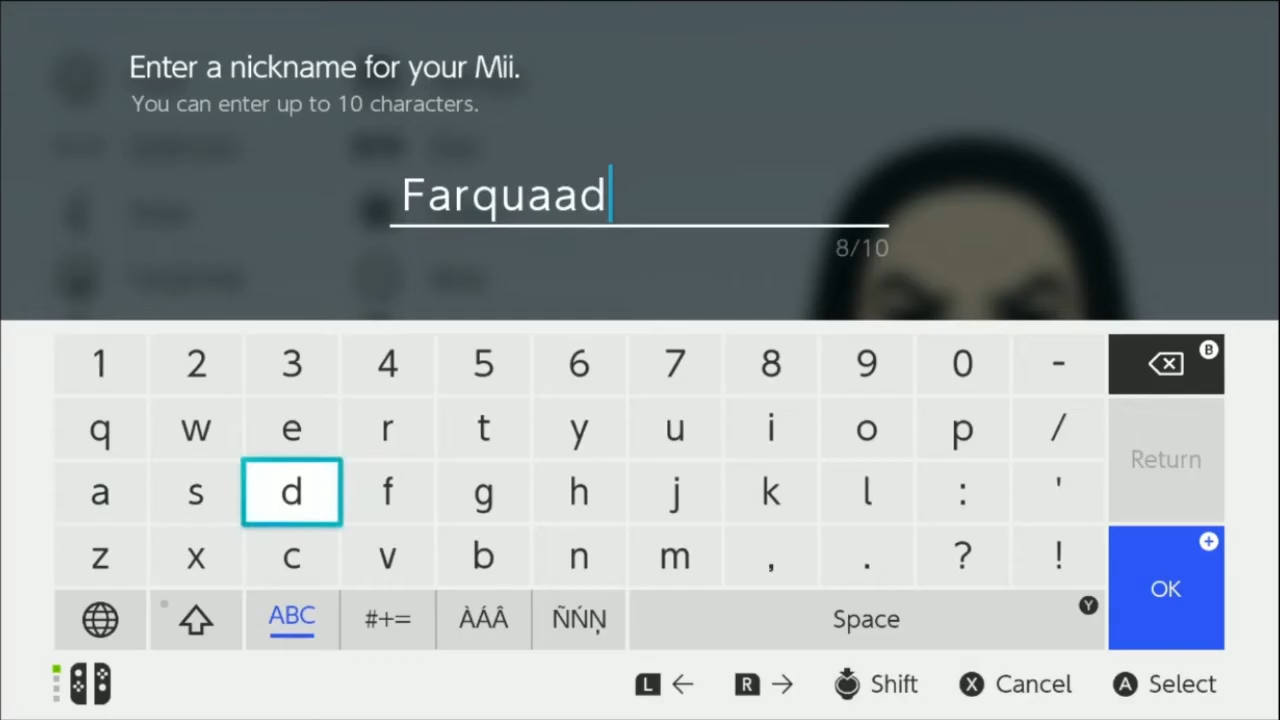 Enter a nickname for your Mii.
You can enter up to 10 characters.
Farquaad
8/10
1 2 3 4 5 6 7 8 9 0 - B
q w e r t y u i o p / Return
a s d f g h j k l : '
z x c v b n m , . ? ! + OK
ABC #+= ÀÁÂ ÑŃŅ Space Y
L ← R → Shift X Cancel A Select